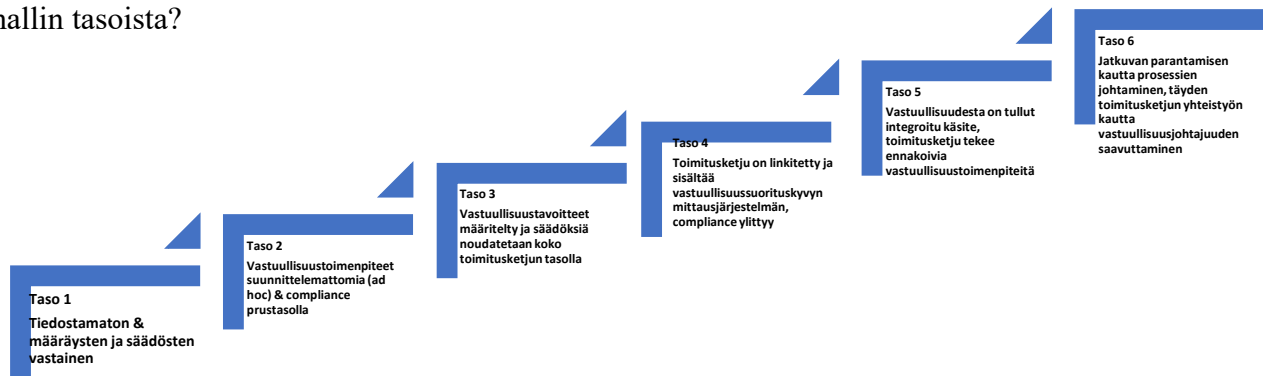 tasoista?
Taso 1
Tiedostamaton &
määräysten ja säädösten
vastainen
Taso 2
Vastuullisuustoimenpiteet
suunnittelemattomia (ad
hoc) & compliance
prustasolla
Taso 3
Vastuullisuustavoitteet
määritelty ja säädöksiä
noudatetaan koko
toimitusketjun tasolla
Taso 4
Toimitusketju on linkitetty ja
sisältää
vastuullisuussuorituskyvyn
mittausjärjestelmän,
compliance ylittyy
Taso 5
Vastuullisuudesta on tullut
integroitu käsite,
toimitusketju tekee
ennakoivia
vastuullisuustoimenpiteitä
Taso 6
Jatkuvan parantamisen
kautta prosessien
johtaminen, täyden
toimitusketjun yhteistyön
kautta
vastuullisuusjohtajuuden
saavuttaminen